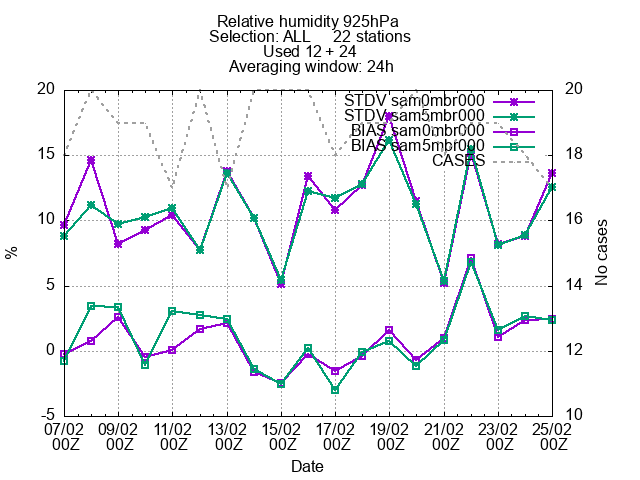 Relative humidity 925hPa
Selection: ALL 22 stations
Used 12 + 24
Averaging window: 24h
STDV sam0mbr000
STDV sam5mbr000
BIAS sam0mbr000
BIAS sam5mbr000
CASES
20
15
10
5
0
-5
%
20
18
16
14
12
10
No cases
07/02 09/02 11/02 13/02 15/02 17/02 19/02 21/02 23/02 25/02
00Z 00Z 00Z 00Z 00Z 00Z 00Z 00Z 00Z 00Z
Date